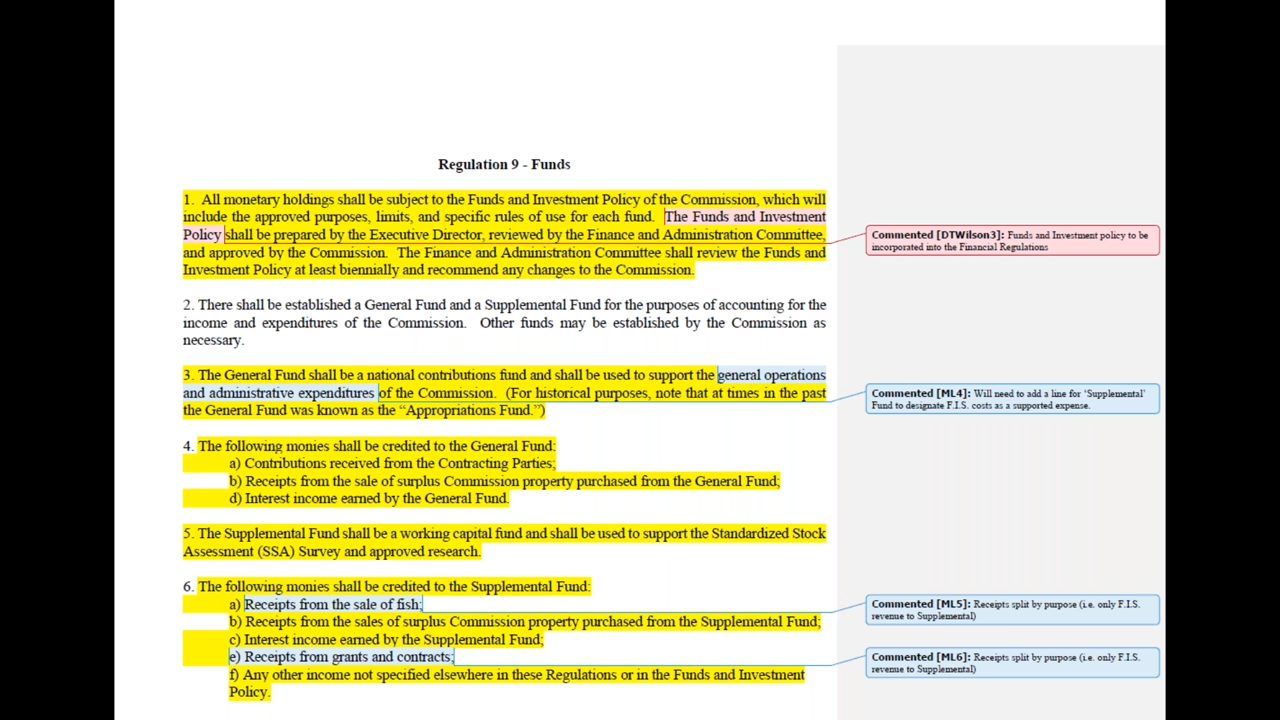 Regulation 9 - Funds
1. All monetary holdings shall be subject to the Funds and Investment Policy of the Commission, which will
include the approved purposes, limits, and specific rules of use for each fund. The Funds and Investment
Policy shall be prepared by the Executive Director, reviewed by the Finance and Administration Committee,
and approved by the Commission. The Finance and Administration Committee shall review the Funds and
Investment Policy at least biennially and recommend any changes to the Commission.
Commented [DTWilson3]: Funds and Investment policy to be
incorporated into the Financial Regulations
2. There shall be established a General Fund and a Supplemental Fund for the purposes of accounting for the
income and expenditures of the Commission. Other funds may be established by the Commission as
necessary.
3. The General Fund shall be a national contributions fund and shall be used to support the general operations
and administrative expenditures of the Commission. (For historical purposes, note that at times in the past
the General Fund was known as the “Appropriations Fund.”)
Commented [ML4]: Will need to add a line for ‘Supplemental’
Fund to designate F.I.S. costs as a supported expense.
4. The following monies shall be credited to the General Fund:
a) Contributions received from the Contracting Parties;
b) Receipts from the sale of surplus Commission property purchased from the General Fund;
d) Interest income earned by the General Fund.
5. The Supplemental Fund shall be a working capital fund and shall be used to support the Standardized Stock
Assessment (SSA) Survey and approved research.
6. The following monies shall be credited to the Supplemental Fund:
a) Receipts from the sale of fish;
b) Receipts from the sales of surplus Commission property purchased from the Supplemental Fund;
c) Interest income earned by the Supplemental Fund;
e) Receipts from grants and contracts;
f) Any other income not specified elsewhere in these Regulations or in the Funds and Investment
Policy.
Commented [ML5]: Receipts split by purpose (i.e. only F.I.S.
revenue to Supplemental)
Commented [ML6]: Receipts split by purpose (i.e. only F.I.S.
revenue to Supplemental)